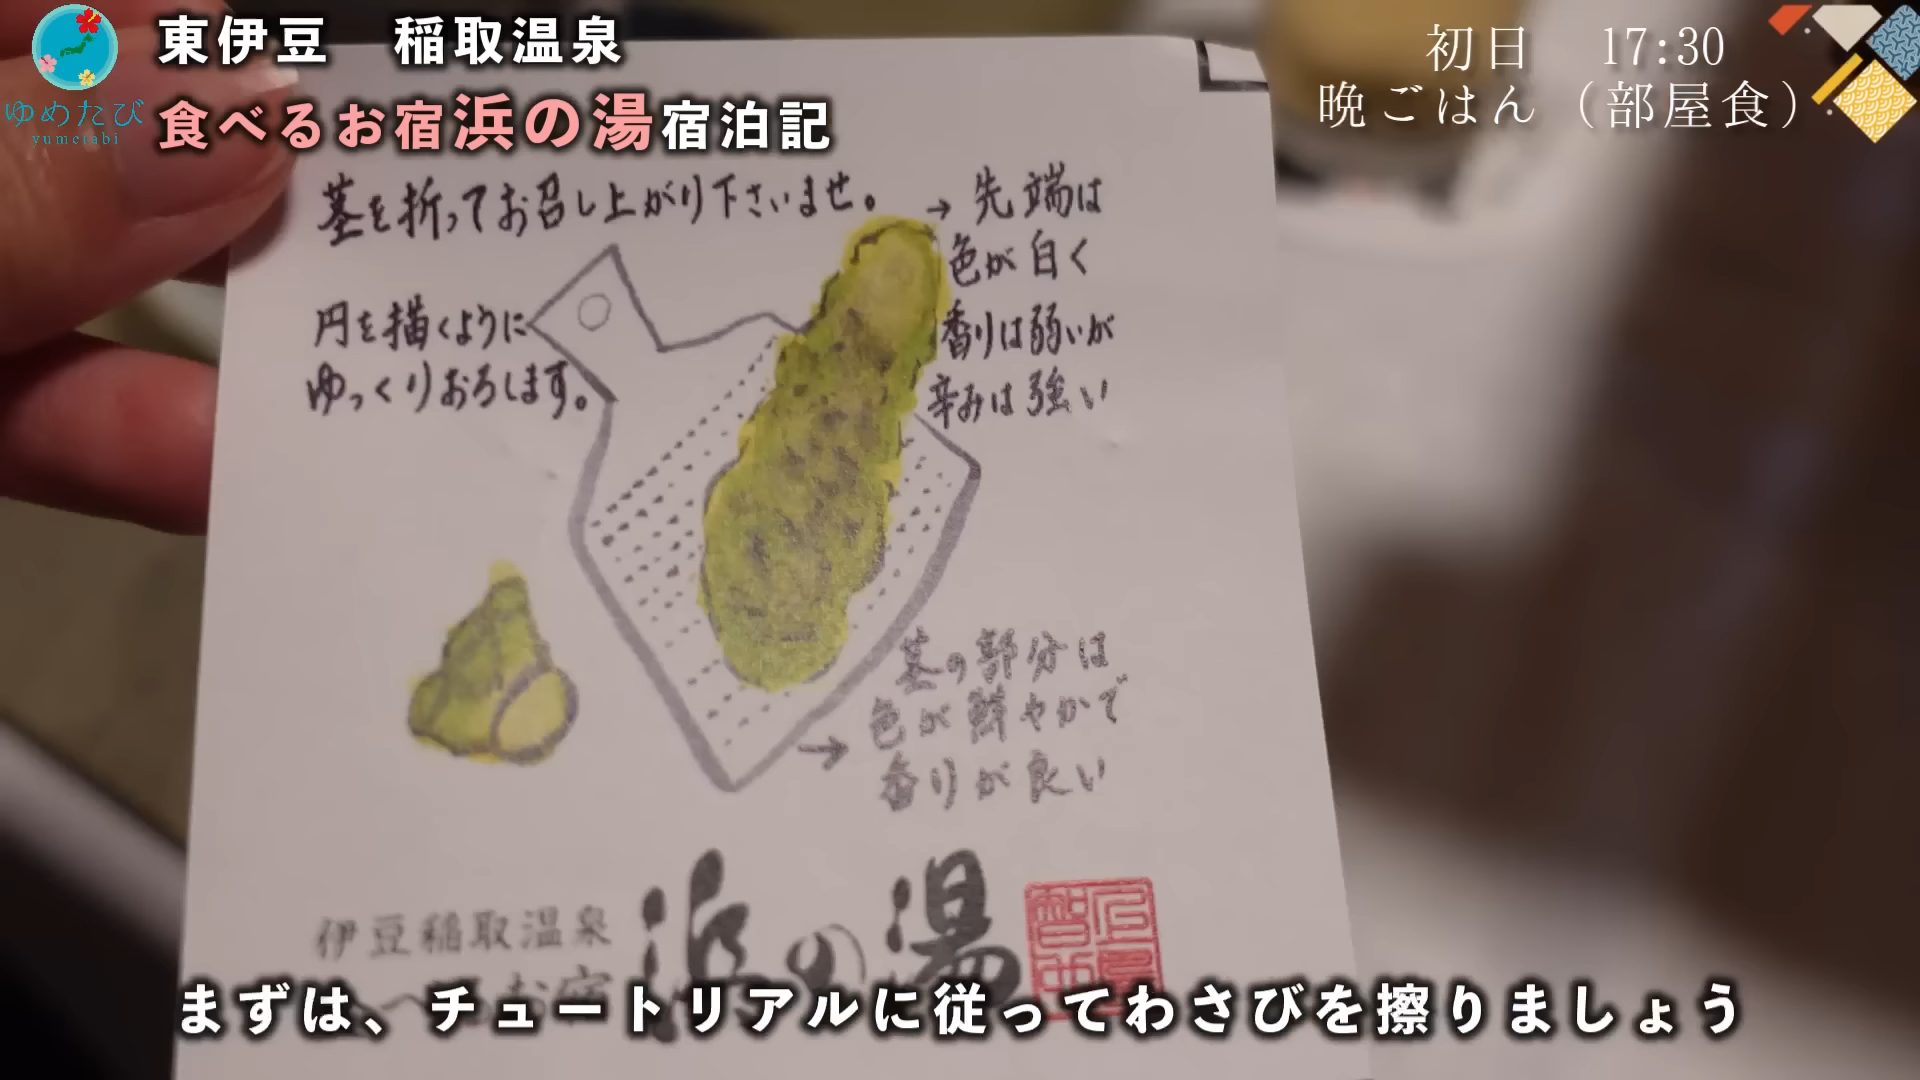 東伊豆　稲取温泉
食べるお宿浜の湯宿泊記
ゆめたび
yumetabi
初日　17:30
晩ごはん（部屋食）
茎を折ってお召し上がり下さいませ。
円を描くように
ゆっくりおろします。
→先端は
色が白く
香りは弱いが
辛みは強い
茎の部分は
→色が鮮やかで
香りが良い
伊豆稲取温泉
浜の湯
まずは、チュートリアルに従ってわさびを擦りましょう